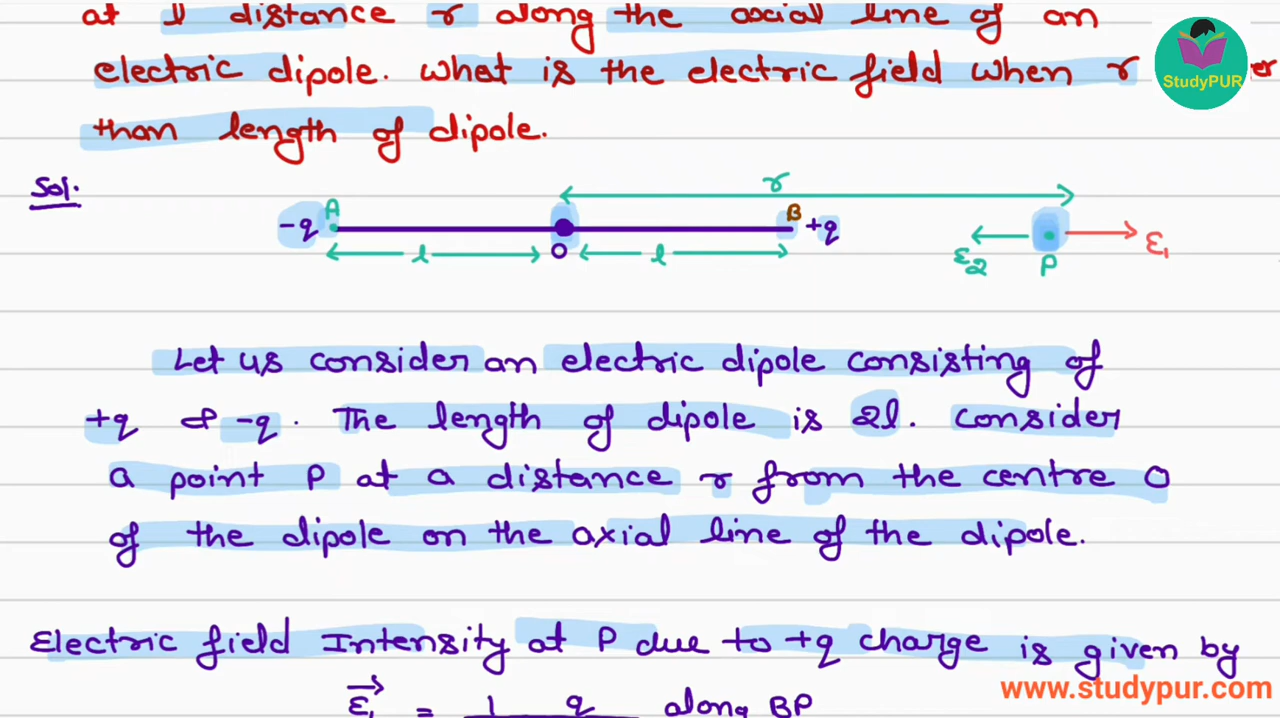 at a distance r along the axial line of an
electric dipole. What is the electric field when r er
than length of dipole.
StudyPUR
Sol.
r
-q A B +q
l O l E2 P E1
Let us consider an electric dipole consisting of
+q & -q. The length of dipole is 2l. Consider
a point P at a distance r from the centre O
of the dipole on the axial line of the dipole.
Electric field Intensity at P due to +q charge is given by
www.studypur.com
E1 = 1 q along BP